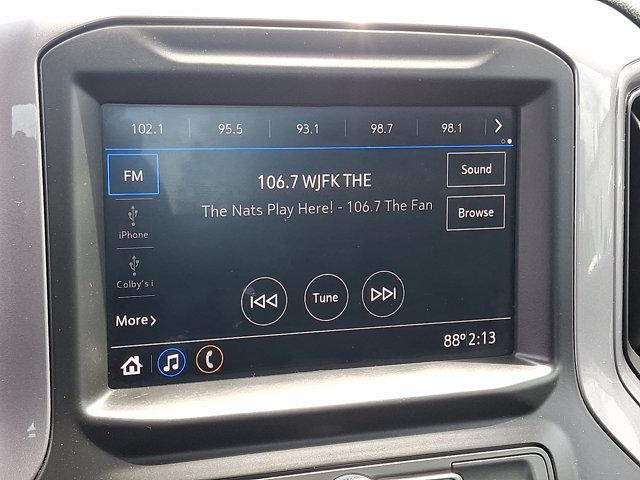 102.1 95.5 93.1 98.7 98.1
FM
106.7 WJFK THE
Sound
The Nats Play Here! - 106.7 The Fan
Browse
iPhone
Colby's i
Tune
More
88° 2:13